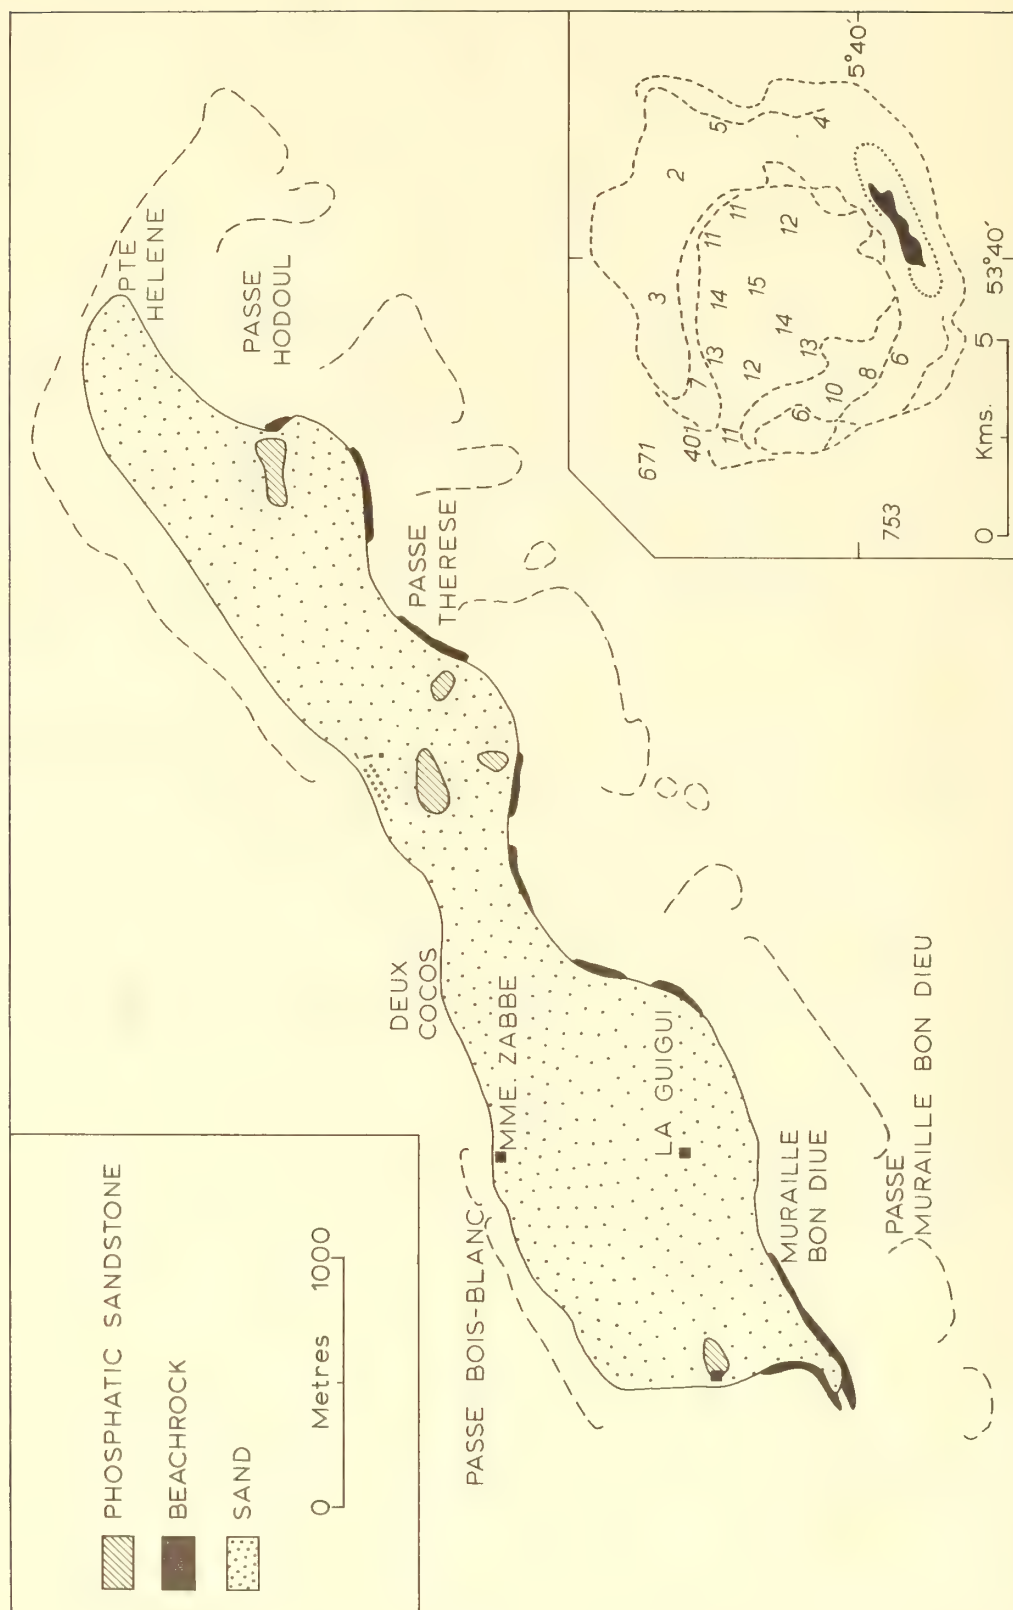 PHOSPHATIC SANDSTONE
BEACHROCK
SAND
0 Metres 1000
PTE
HELENE
PASSE
HODOUL
PASSE
THERESE
DEUX
COCOS
MME. ZABBE
PASSE BOIS-BLANC
LA GUIGUI
MURAILLE
BON DIUE
PASSE
MURAILLE BON DIEU
671
401
753
7
3
2
5
4
11
13
14
11
11
12
15
12
14
13
6
10
8
6
5°40′
53°40′
0 5
Kms.